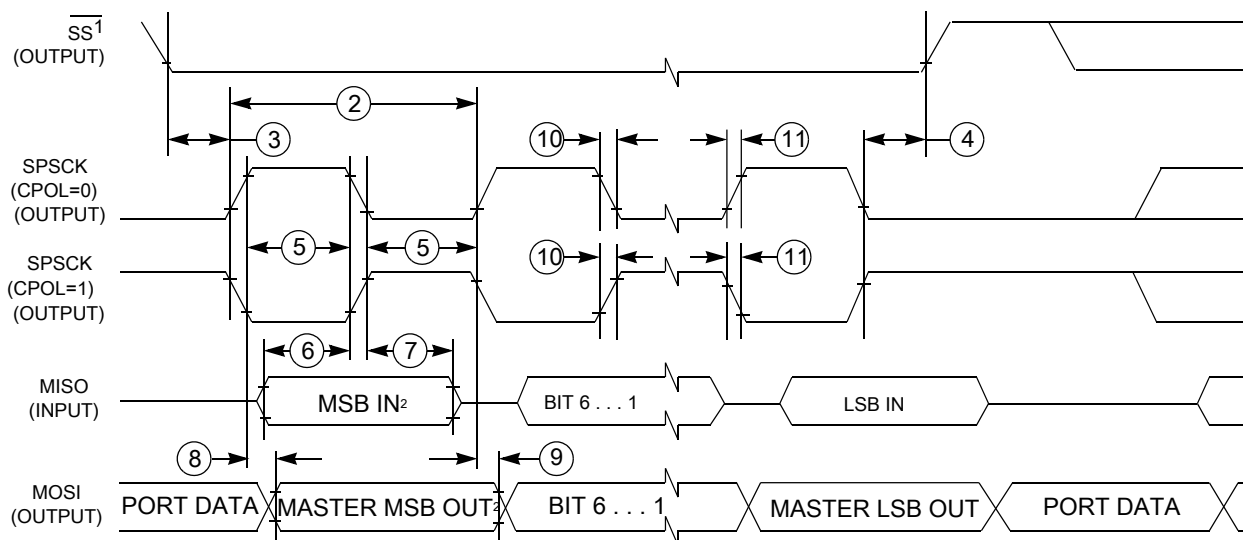 SS1
(OUTPUT)
2
3
10
11
4
SPSCK
(CPOL=0)
(OUTPUT)
5
5
SPSCK
(CPOL=1)
(OUTPUT)
10
11
6
7
MISO
(INPUT)
MSB IN2
BIT 6 . . . 1
LSB IN
8
9
MOSI
(OUTPUT)
PORT DATA
MASTER MSB OUT2
BIT 6 . . . 1
MASTER LSB OUT
PORT DATA